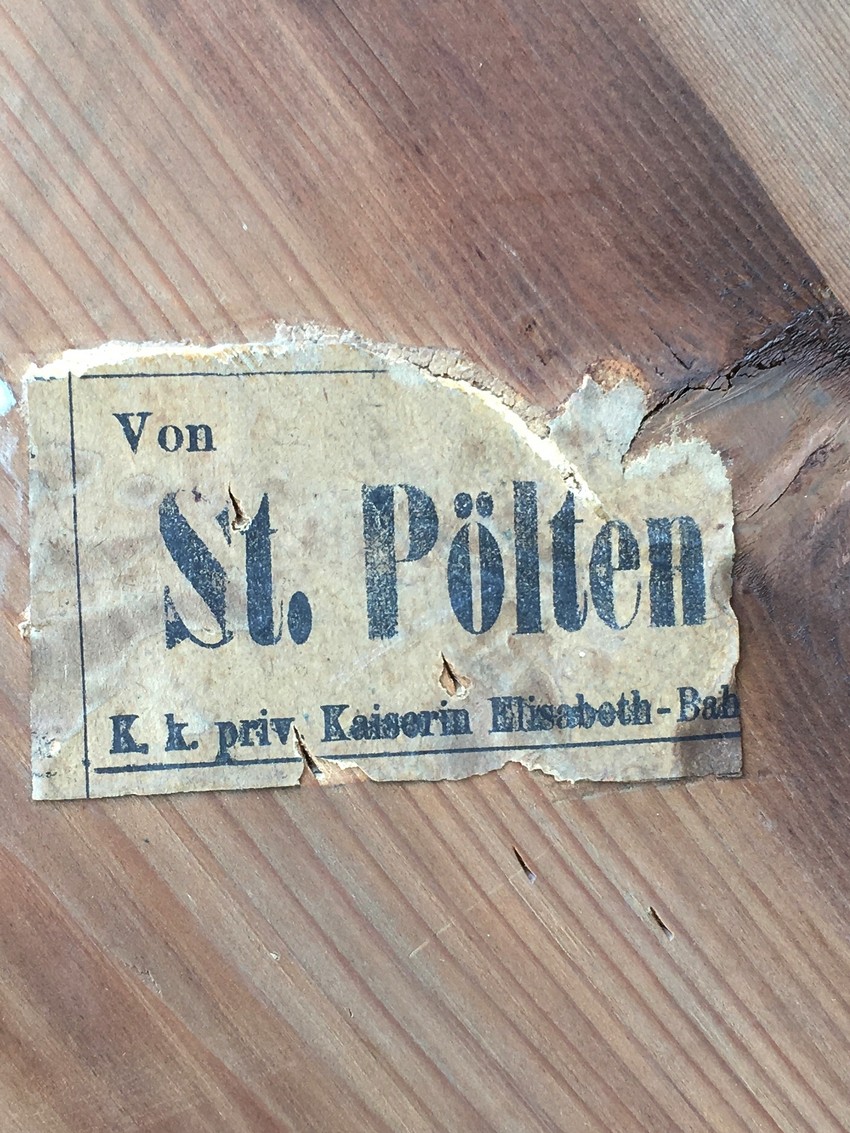 Von
St. Pölten
K. k. priv. Kaiserin Elisabeth-Bah